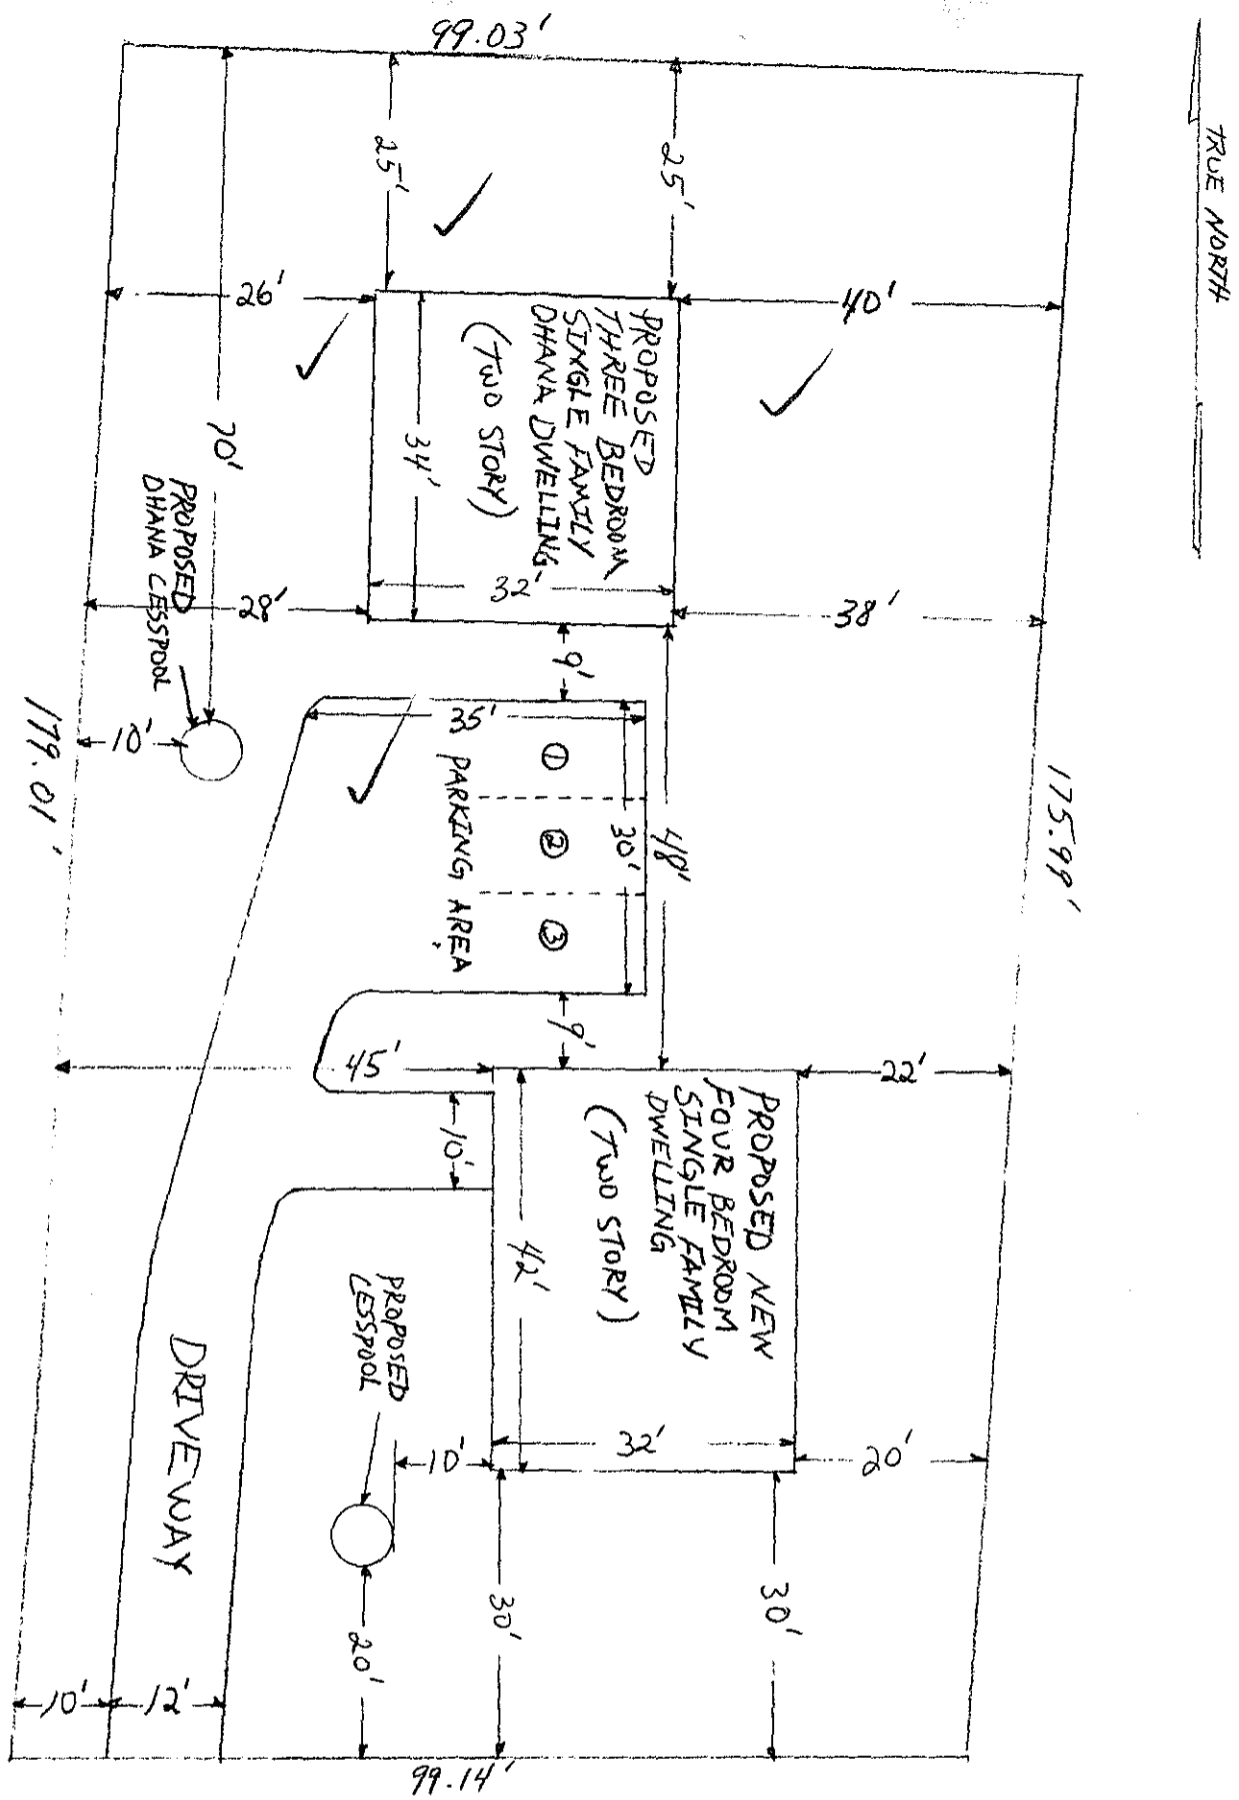 99.03'
TRUE NORTH
25'
25'
26'
40'
PROPOSED
THREE BEDROOM
SINGLE FAMILY
OHANA DWELLING
(TWO STORY)
34'
32'
70'
PROPOSED
OHANA CESSPOOL
28'
38'
9'
10'
179.01'
175.99'
35'
PARKING AREA
1
2
3
30'
48'
9'
45'
22'
10'
PROPOSED NEW
FOUR BEDROOM
SINGLE FAMILY
DWELLING
(TWO STORY)
42'
32'
20'
PROPOSED
CESSPOOL
10'
DRIVEWAY
20'
30'
30'
10'
12'
99.14'